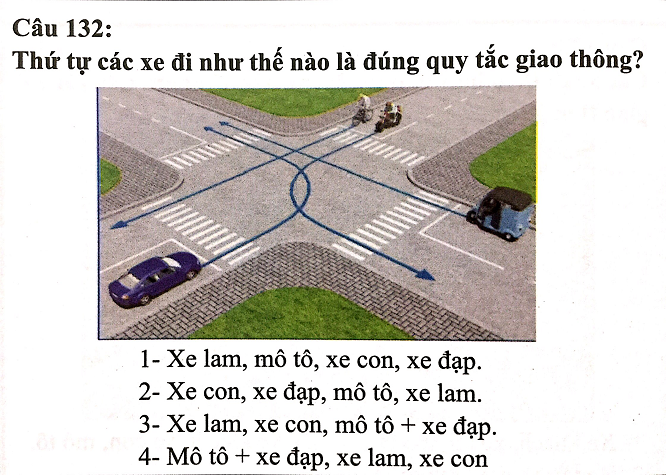 Câu 132:
Thứ tự các xe đi như thế nào là đúng quy tắc giao thông?
1- Xe lam, mô tô, xe con, xe đạp.
2- Xe con, xe đạp, mô tô, xe lam.
3- Xe lam, xe con, mô tô + xe đạp.
4- Mô tô + xe đạp, xe lam, xe con